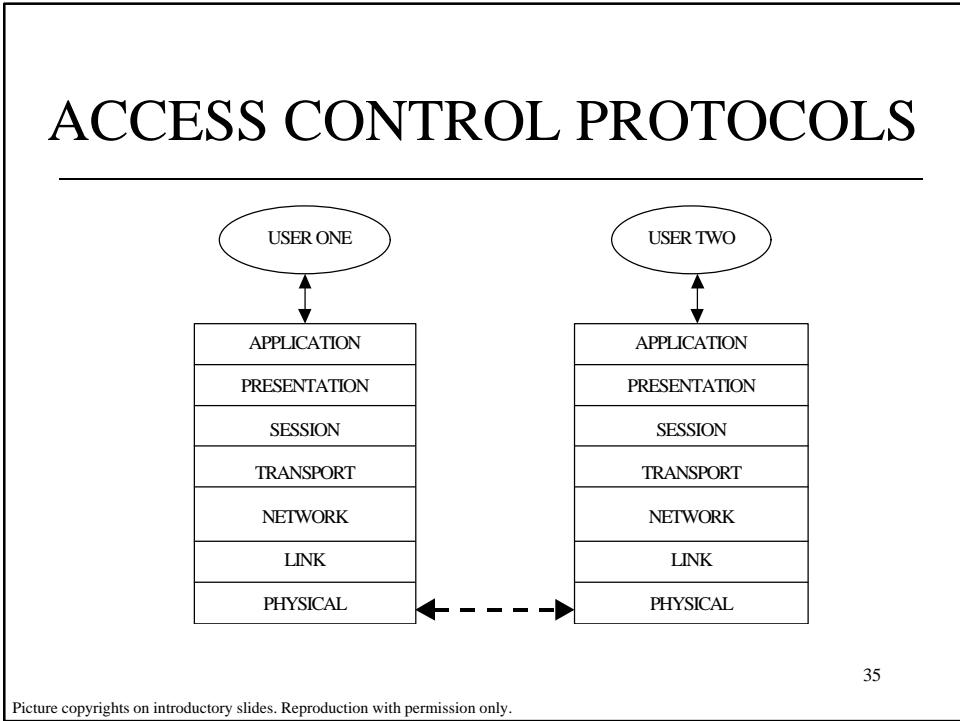 ACCESS CONTROL PROTOCOLS
USER ONE
USER TWO
APPLICATION
PRESENTATION
SESSION
TRANSPORT
NETWORK
LINK
PHYSICAL
APPLICATION
PRESENTATION
SESSION
TRANSPORT
NETWORK
LINK
PHYSICAL
35
Picture copyrights on introductory slides. Reproduction with permission only.